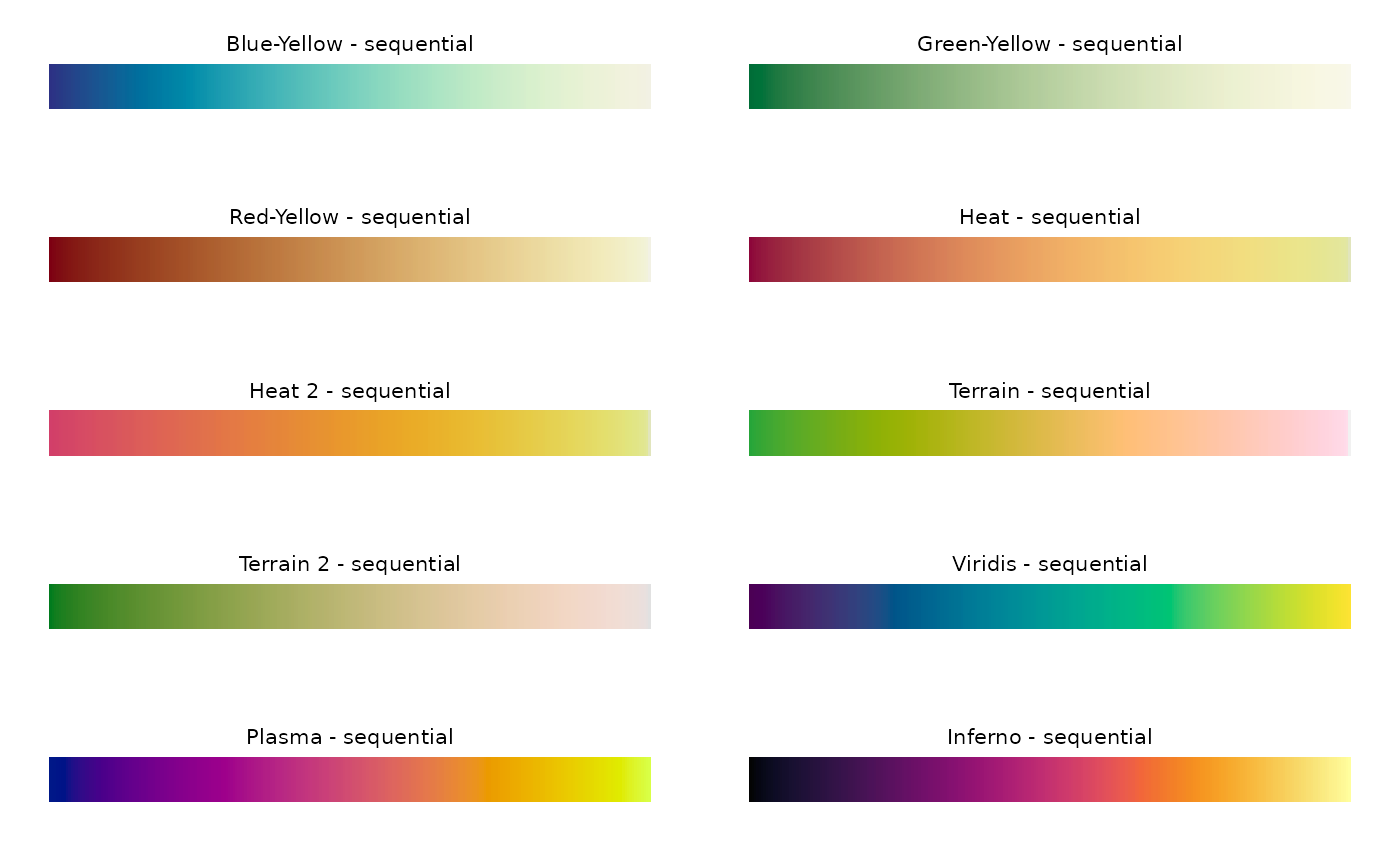 Blue-Yellow - sequential
Green-Yellow - sequential
Red-Yellow - sequential
Heat - sequential
Heat 2 - sequential
Terrain - sequential
Terrain 2 - sequential
Viridis - sequential
Plasma - sequential
Inferno - sequential